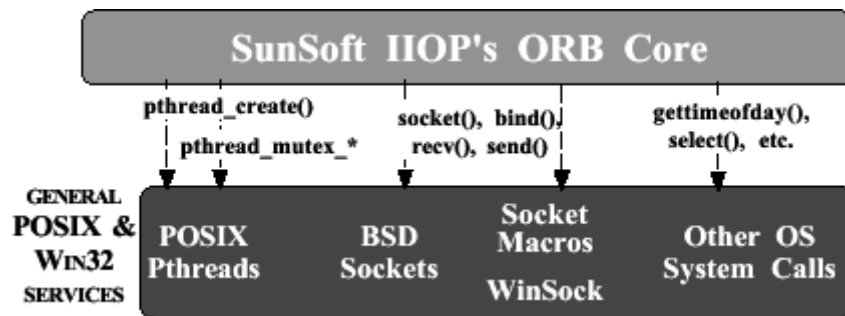 SunSoft IIOP's ORB Core
pthread_create()
pthread_mutex_*
socket(), bind(),
recv(), send()
gettimeofday(),
select(), etc.
GENERAL
POSIX &
WIN32
SERVICES
POSIX
Pthreads
BSD
Sockets
Socket
Macros
WinSock
Other OS
System Calls